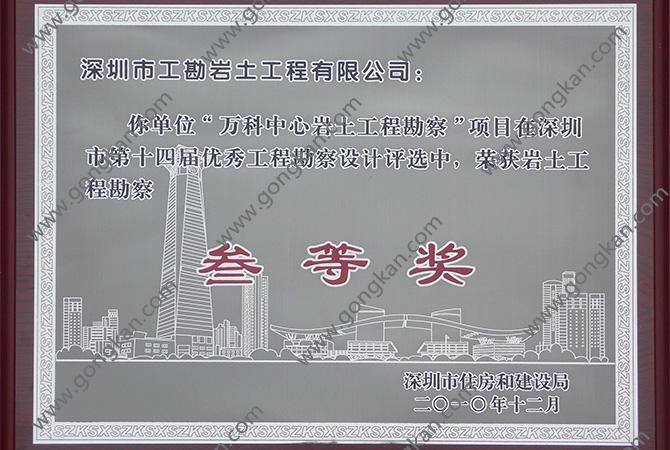 深圳市工勘岩土工程有限公司：
你单位“万科中心岩土工程勘察”项目在深圳
市第十四届优秀工程勘察设计评选中，荣获岩土工
程勘察
叁等奖
深圳市住房和建设局
二〇一〇年十二月
www.gongkan.com